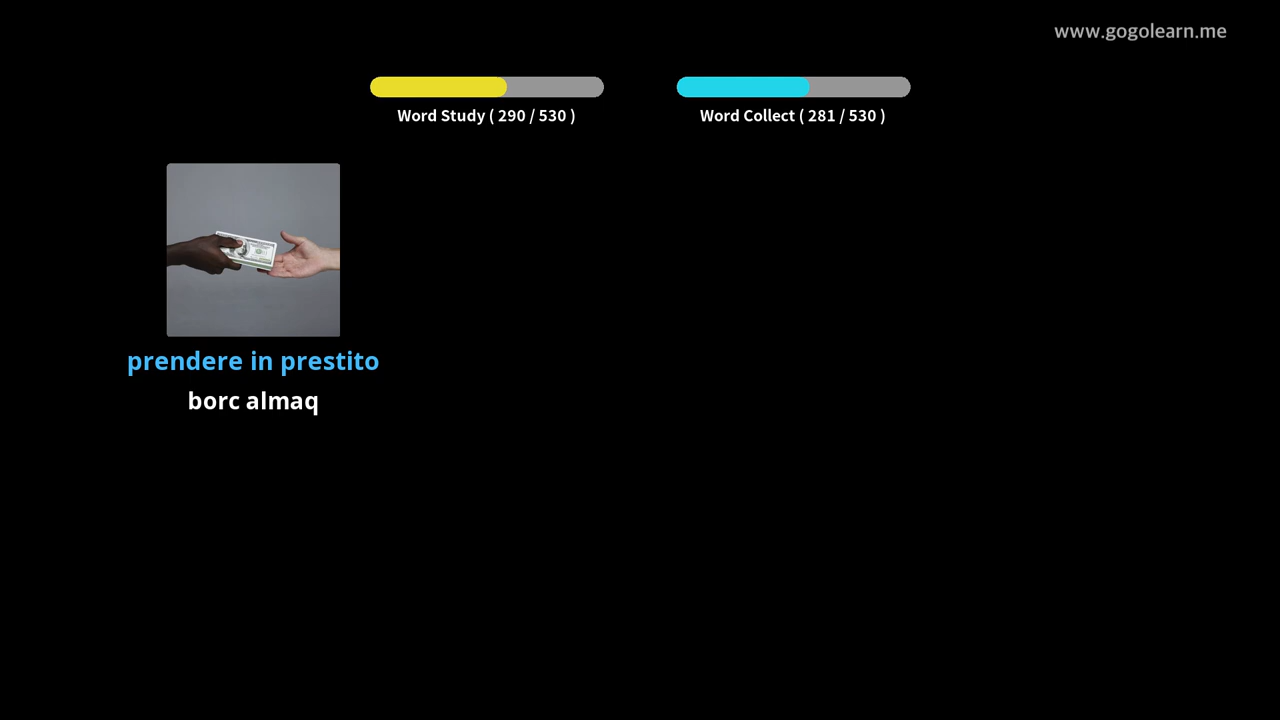 www.gogolearn.me
Word Study ( 290 / 530 )
Word Collect ( 281 / 530 )
prendere in prestito
borc almaq